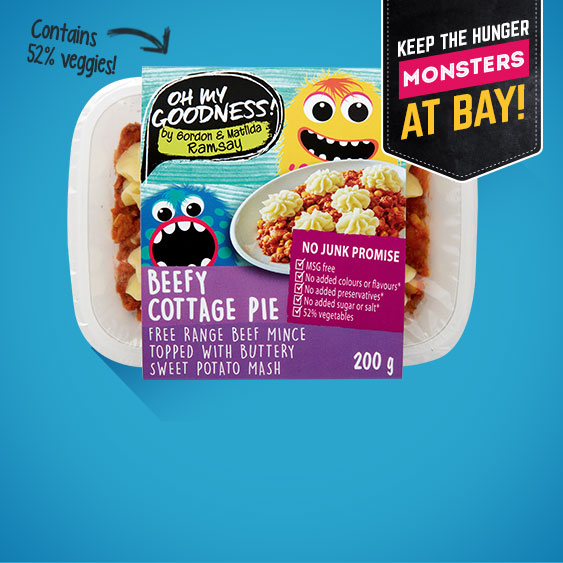 Contains
52% veggies!
KEEP THE HUNGER
MONSTERS
AT BAY!
OH MY
GOODNESS!
by Gordon & Matilda
Ramsay
NO JUNK PROMISE
MSG free
No added colours or flavours*
No added preservatives*
No added sugar or salt*
52% vegetables
BEEFY
COTTAGE PIE
FREE RANGE BEEF MINCE
TOPPED WITH BUTTERY
SWEET POTATO MASH
200 g